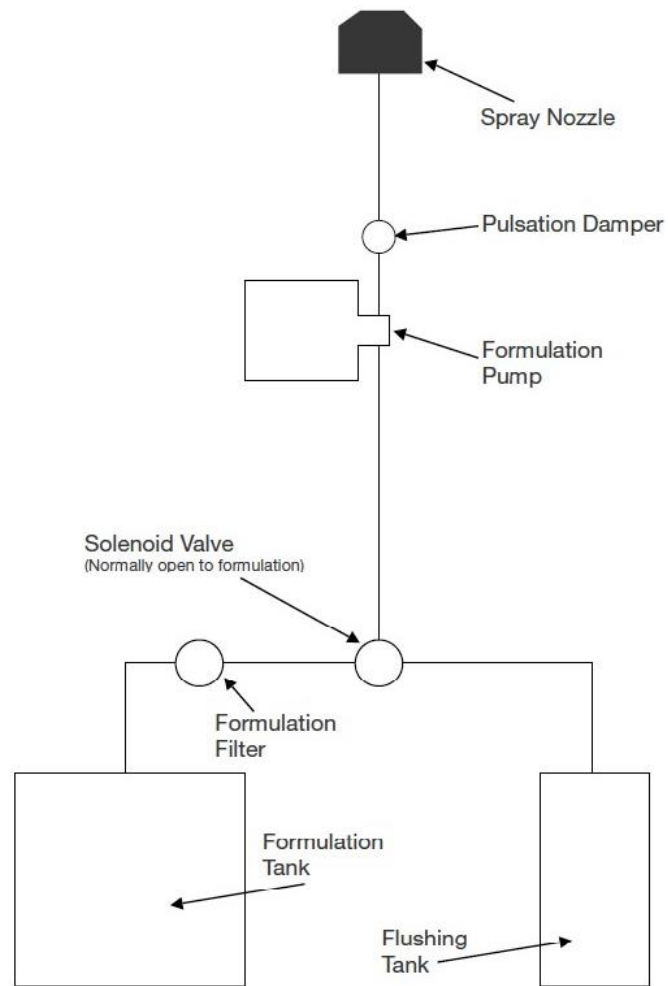 Spray Nozzle
Pulsation Damper
Formulation
Pump
Solenoid Valve
(Normally open to formulation)
Formulation
Filter
Formulation
Tank
Flushing
Tank